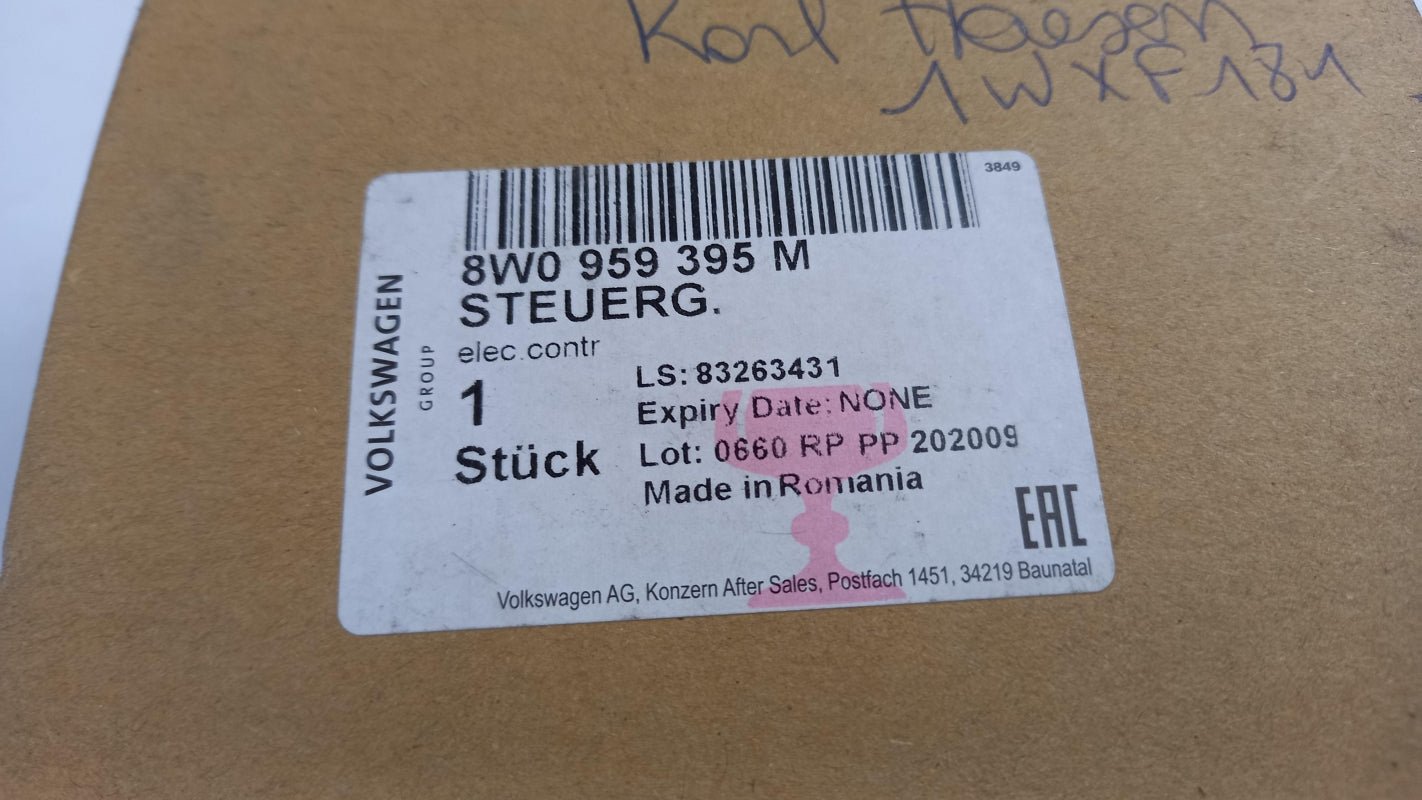 Karl Haesen
1WXF181
3849
8W0 959 395 M
STEUERG.
elec.contr
1
Stück
LS: 83263431
Expiry Date: NONE
Lot: 0660 RP PP 202009
Made in Romania
VOLKSWAGEN
GROUP
EAC
Volkswagen AG, Konzern After Sales, Postfach 1451, 34219 Baunatal